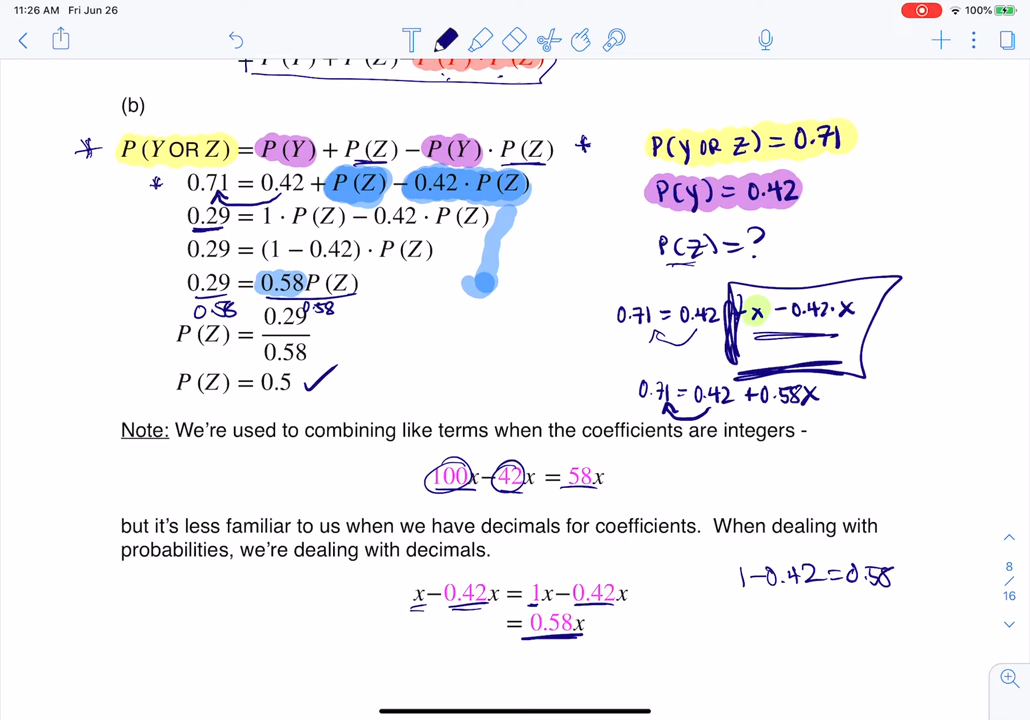 11:26 AM Fri Jun 26
100%
(b)
P (Y OR Z) = P(Y) + P(Z) − P(Y) · P(Z)
0.71 = 0.42 + P(Z) − 0.42 · P(Z)
0.29 = 1 · P (Z) − 0.42 · P(Z)
0.29 = (1 − 0.42) · P(Z)
0.29 = 0.58P(Z)
0.58 0.58
P (Z) = 0.29/0.58
P (Z) = 0.5 ✓
P(Y OR Z) = 0.71
P(Y) = 0.42
P(Z) = ?
0.71 = 0.42 + x − 0.42·x
0.71 = 0.42 + 0.58x
Note: We're used to combining like terms when the coefficients are integers -
100x−42x = 58x
but it's less familiar to us when we have decimals for coefficients. When dealing with
probabilities, we're dealing with decimals.
1−0.42=0.58
x−0.42x = 1x−0.42x
= 0.58x
8
/
16